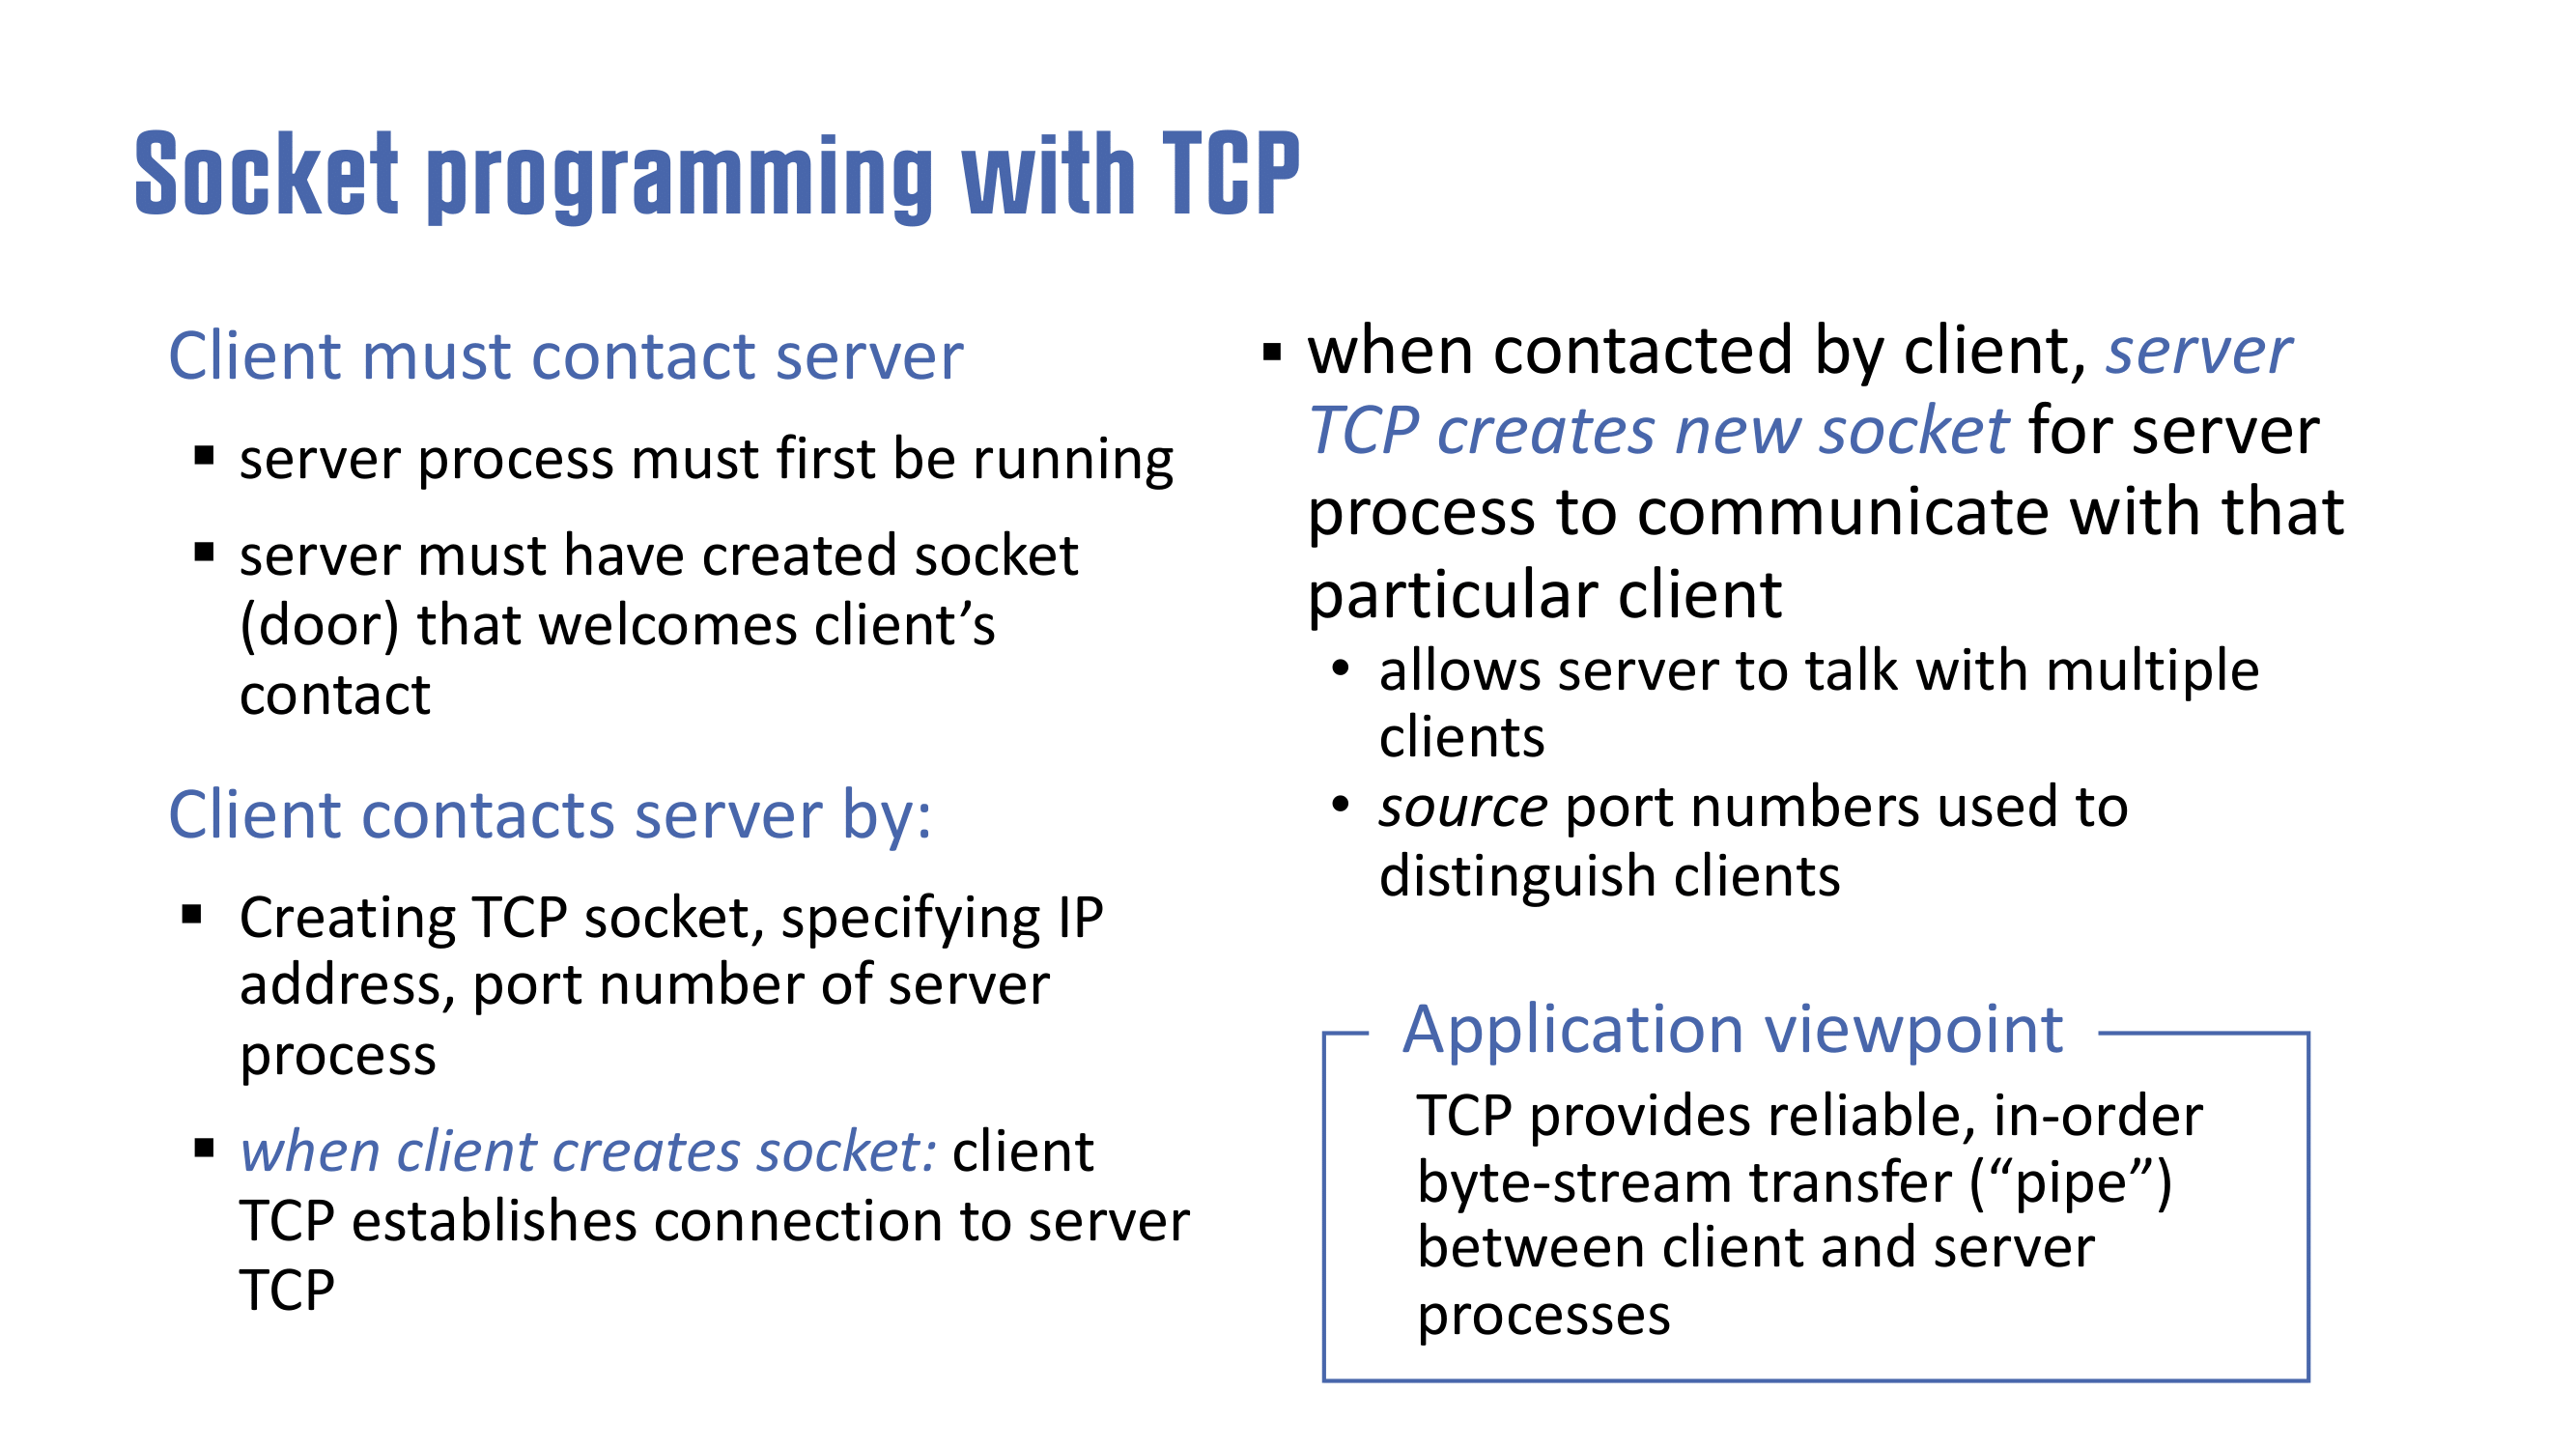 Socket programming with TCP
Client must contact server
▪ server process must first be running
▪ server must have created socket
(door) that welcomes client’s
contact
Client contacts server by:
▪ Creating TCP socket, specifying IP
address, port number of server
process
▪ when client creates socket: client
TCP establishes connection to server
TCP
▪ when contacted by client, server
TCP creates new socket for server
process to communicate with that
particular client
• allows server to talk with multiple
clients
• source port numbers used to
distinguish clients
Application viewpoint
TCP provides reliable, in-order
byte-stream transfer (“pipe”)
between client and server
processes